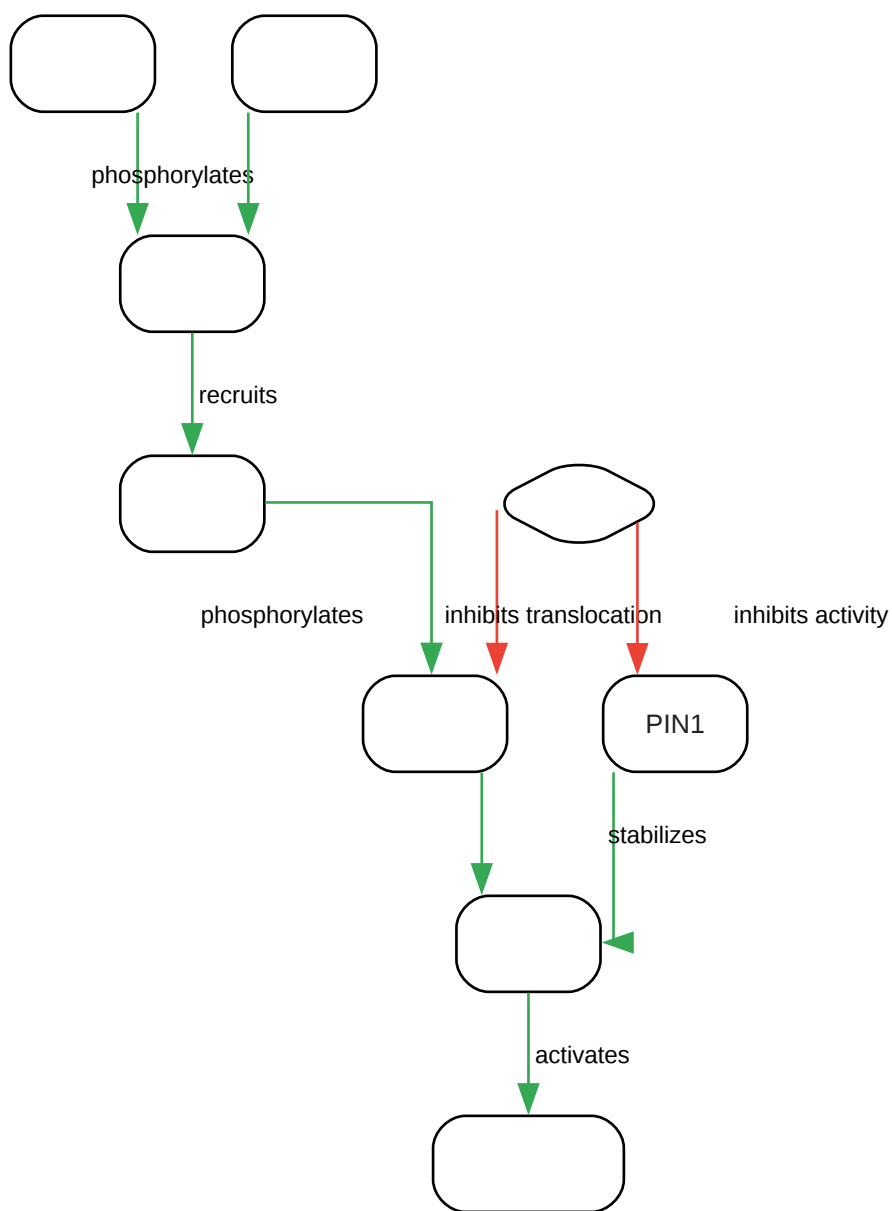 phosphorylates
recruits
phosphorylates
inhibits translocation
inhibits activity
PIN1
stabilizes
activates